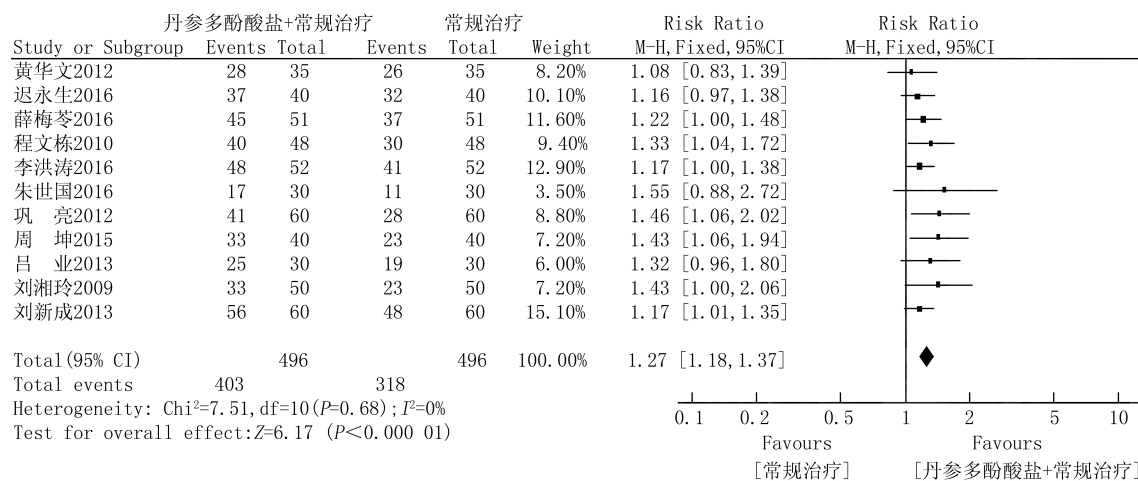 丹参多酚酸盐+常规治疗 常规治疗 Risk Ratio Risk Ratio
Study or Subgroup Events Total Events Total Weight M-H,Fixed,95%CI M-H,Fixed,95%CI
黄华文2012 28 35 26 35 8.20% 1.08 [0.83,1.39]
迟永生2016 37 40 32 40 10.10% 1.16 [0.97,1.38]
薛梅苓2016 45 51 37 51 11.60% 1.22 [1.00,1.48]
程文栋2010 40 48 30 48 9.40% 1.33 [1.04,1.72]
李洪涛2016 48 52 41 52 12.90% 1.17 [1.00,1.38]
朱世国2016 17 30 11 30 3.50% 1.55 [0.88,2.72]
巩 亮2012 41 60 28 60 8.80% 1.46 [1.06,2.02]
周 坤2015 33 40 23 40 7.20% 1.43 [1.06,1.94]
吕 业2013 25 30 19 30 6.00% 1.32 [0.96,1.80]
刘湘玲2009 33 50 23 50 7.20% 1.43 [1.00,2.06]
刘新成2013 56 60 48 60 15.10% 1.17 [1.01,1.35]
Total(95% CI) 496 496 100.00% 1.27 [1.18,1.37]
Total events 403 318
Heterogeneity: Chi²=7.51,df=10(P=0.68);I²=0%
Test for overall effect:Z=6.17 (P<0.000 01)
0.1 0.2 0.5 1 2 5 10
Favours Favours
[常规治疗] [丹参多酚酸盐+常规治疗]